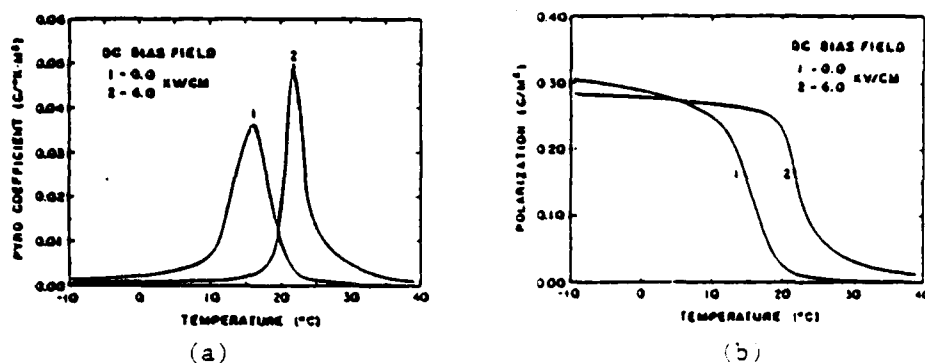 0.06
0.05
0.04
0.03
0.02
0.01
0.00
PYRO COEFFICIENT (C/°K·M²)
DC BIAS FIELD
1 - 0.0
2 - 6.0
KV/CM
1
2
-10
0
10
20
30
40
TEMPERATURE (°C)
(a)
0.40
0.30
0.20
0.10
0.00
POLARIZATION (C/M²)
DC BIAS FIELD
1 - 0.0
2 - 6.0
KV/CM
1
2
-10
0
10
20
30
40
TEMPERATURE (°C)
(b)